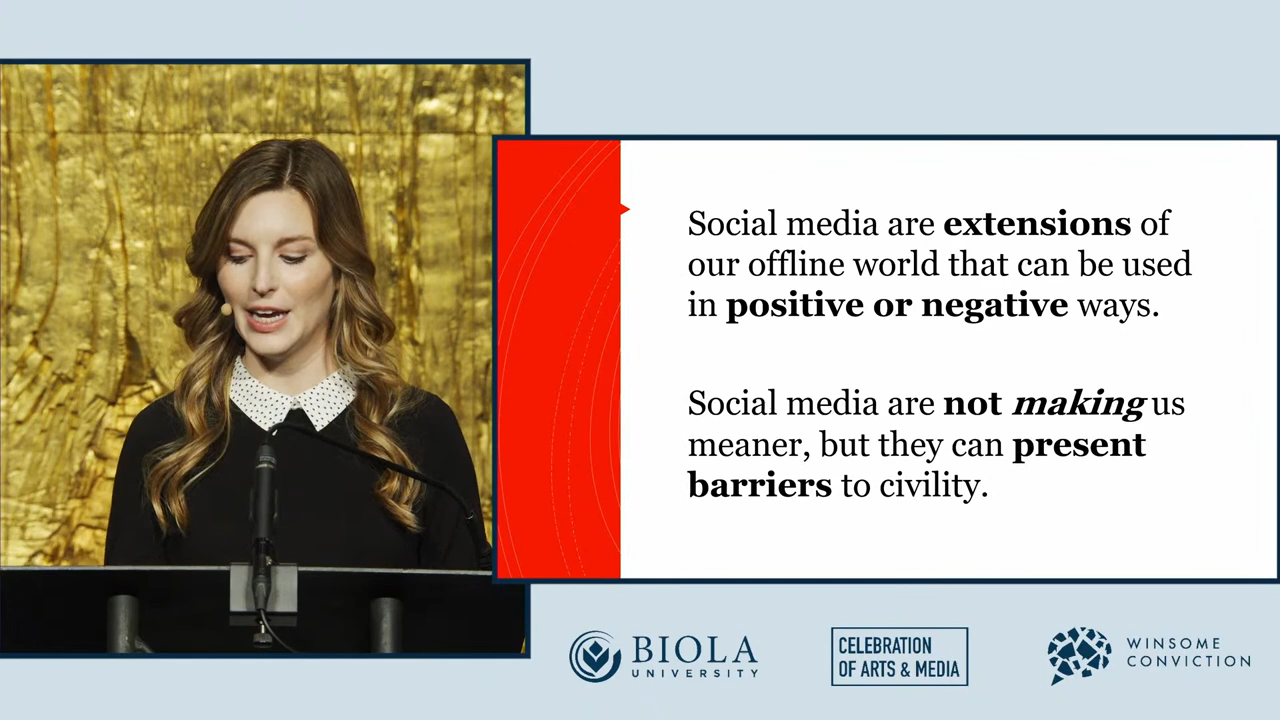 Social media are extensions of
our offline world that can be used
in positive or negative ways.
Social media are not making us
meaner, but they can present
barriers to civility.
BIOLA
UNIVERSITY
CELEBRATION
OF ARTS & MEDIA
WINSOME
CONVICTION